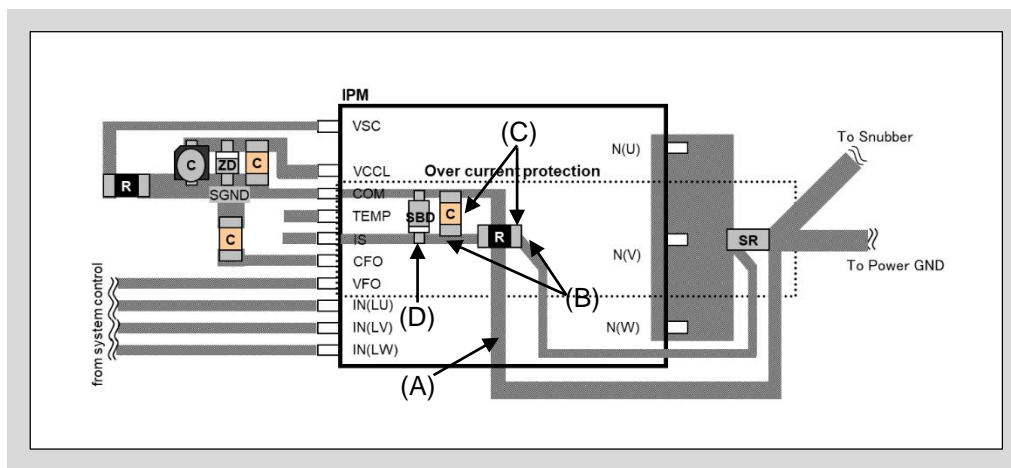 IPM
VSC
(C)
N(U)
To Snubber
C
ZD
C
VCCL
Over current protection
R
SGND
COM
TEMP
SBD
C
R
SR
C
IS
N(V)
To Power GND
CFO
VFO
(D)
(B)
IN(LU)
IN(LV)
N(W)
IN(LW)
(A)
from system control